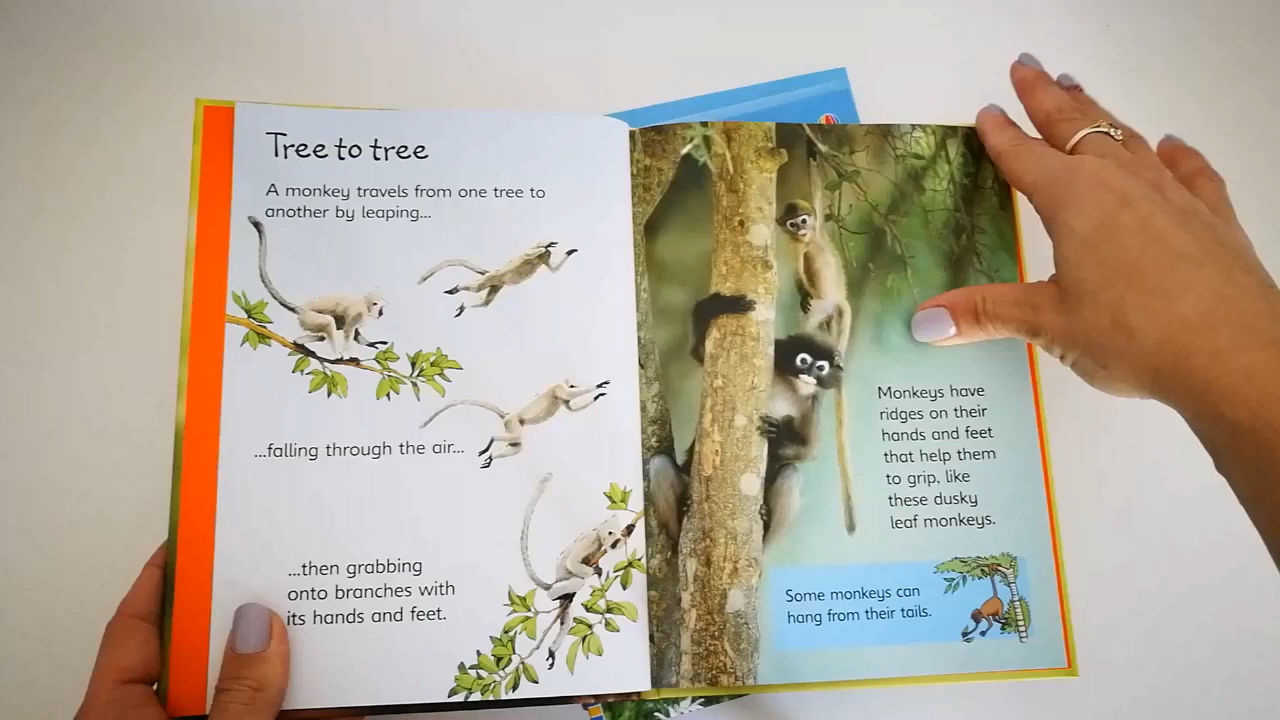 Tree to tree
A monkey travels from one tree to
another by leaping...
...falling through the air...
...then grabbing
onto branches with
its hands and feet.
Monkeys have
ridges on their
hands and feet
that help them
to grip, like
these dusky
leaf monkeys.
Some monkeys can
hang from their tails.